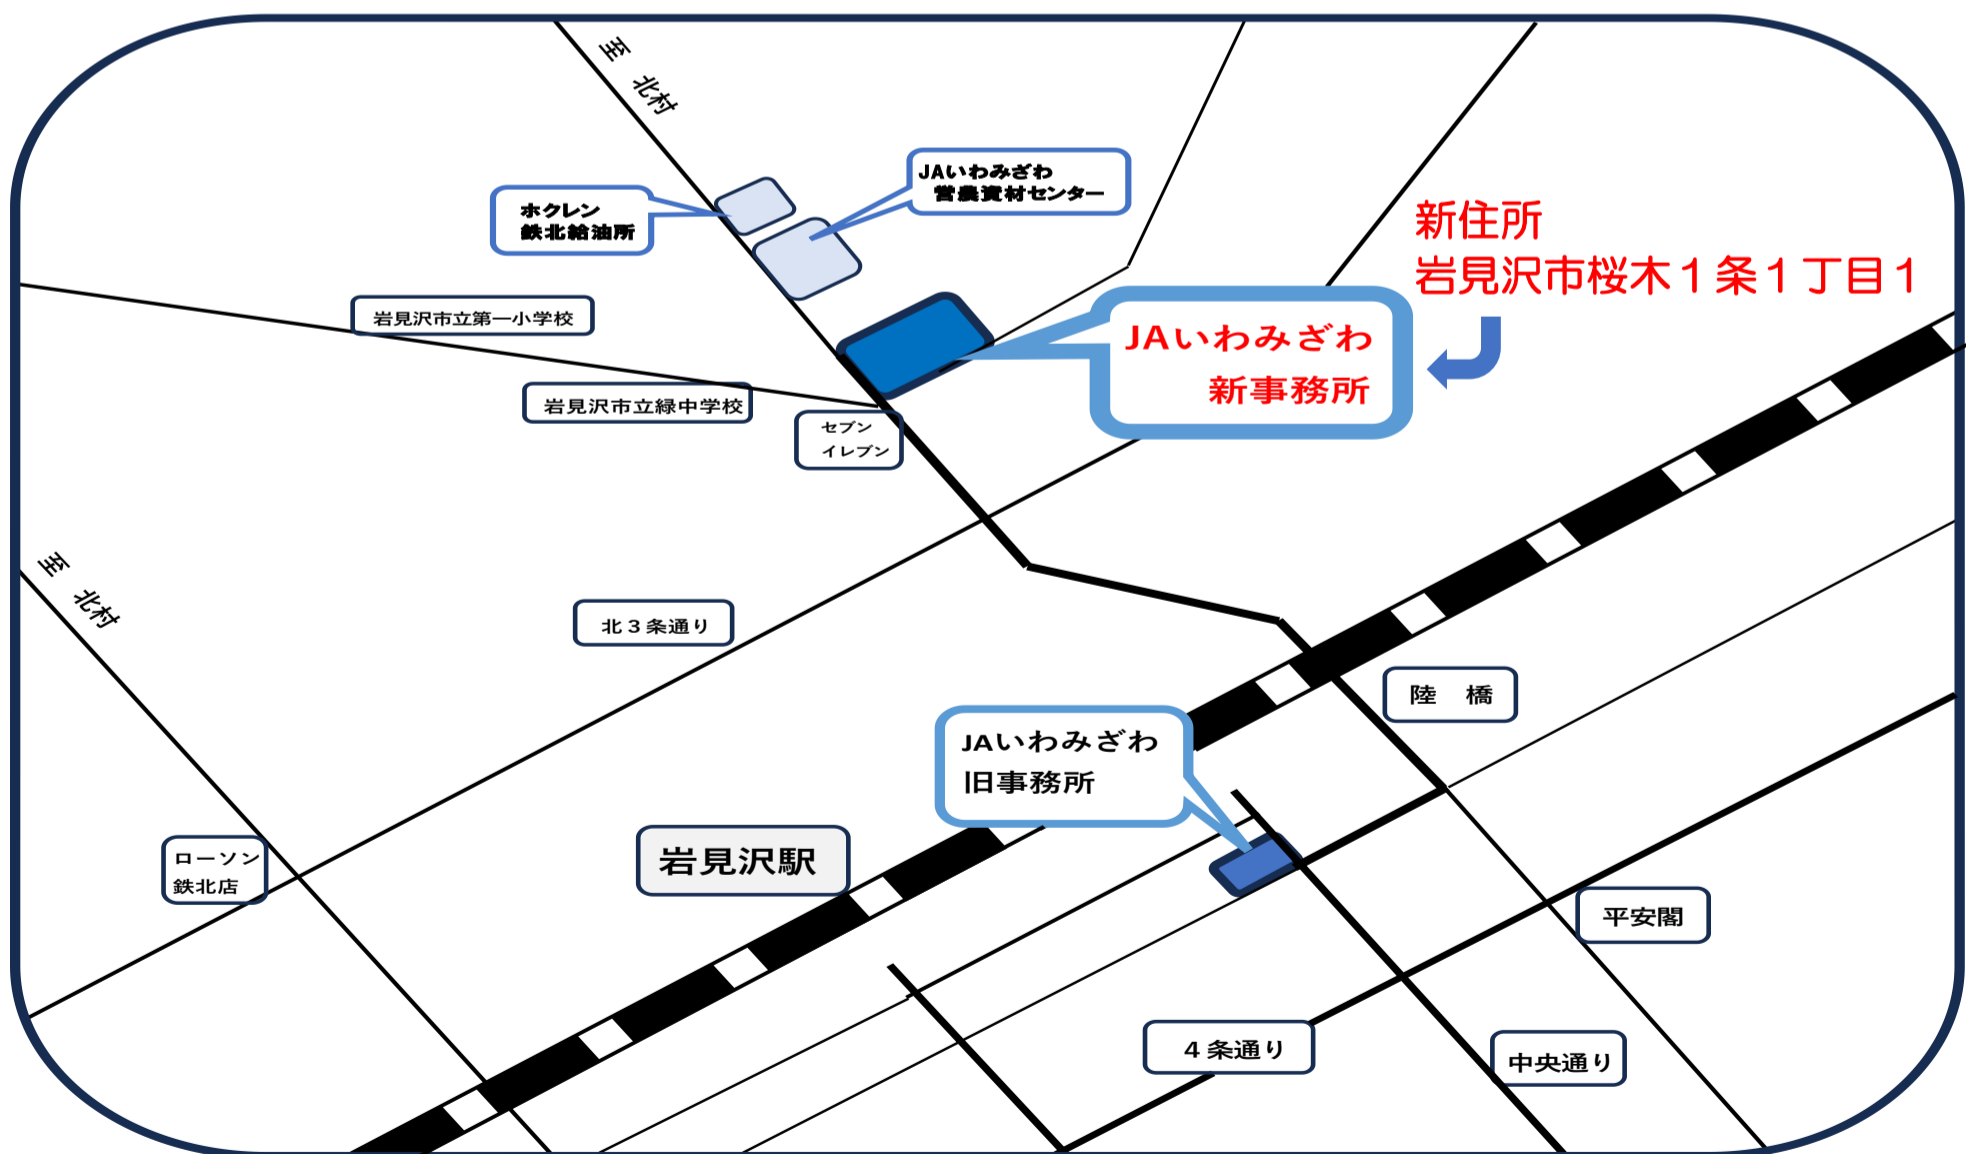 至　北村
JAいわみざわ
営農資材センター
ホクレン
鉄北給油所
新住所
岩見沢市桜木１条１丁目１
岩見沢市立第一小学校
JAいわみざわ
新事務所
岩見沢市立緑中学校
セブン
イレブン
至　北村
北３条通り
陸　橋
JAいわみざわ
旧事務所
岩見沢駅
ローソン
鉄北店
平安閣
４条通り
中央通り